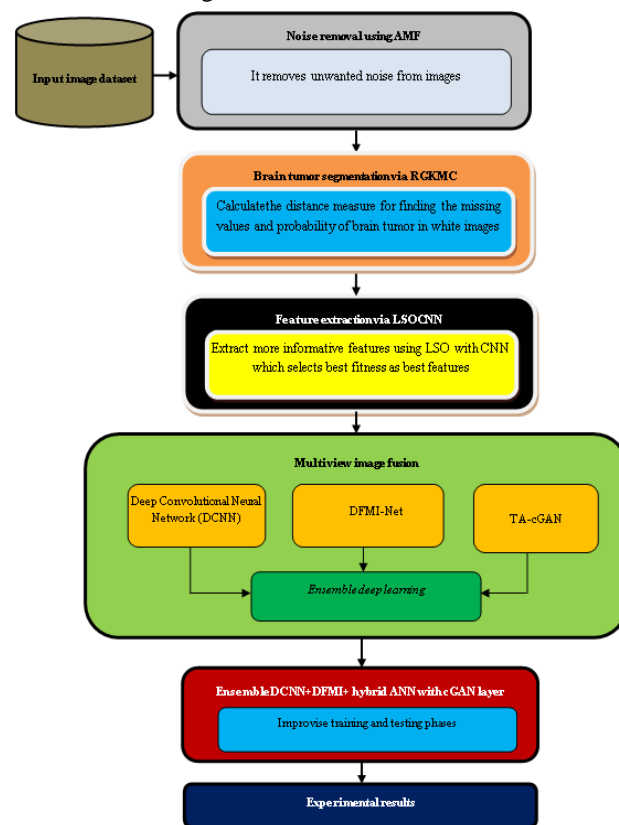 Noise removal using AMF
Input image dataset
It removes unwanted noise from images
Brain tumor segmentation via RGKMC
Calculatethe distance measure for finding the missing
values and probability of brain tumor in white images
Feature extraction via LSOCNN
Extract more informative features using LSO with CNN
which selects best fitness as best features
Multiview image fusion
Deep Convolutional Neural
Network (DCNN)
DFMI-Net
TA-cGAN
Ensemble deep learning
Ensemble DCNN+DFMI+ hybrid ANN with cGAN layer
Improvise training and testing phases
Experimental results